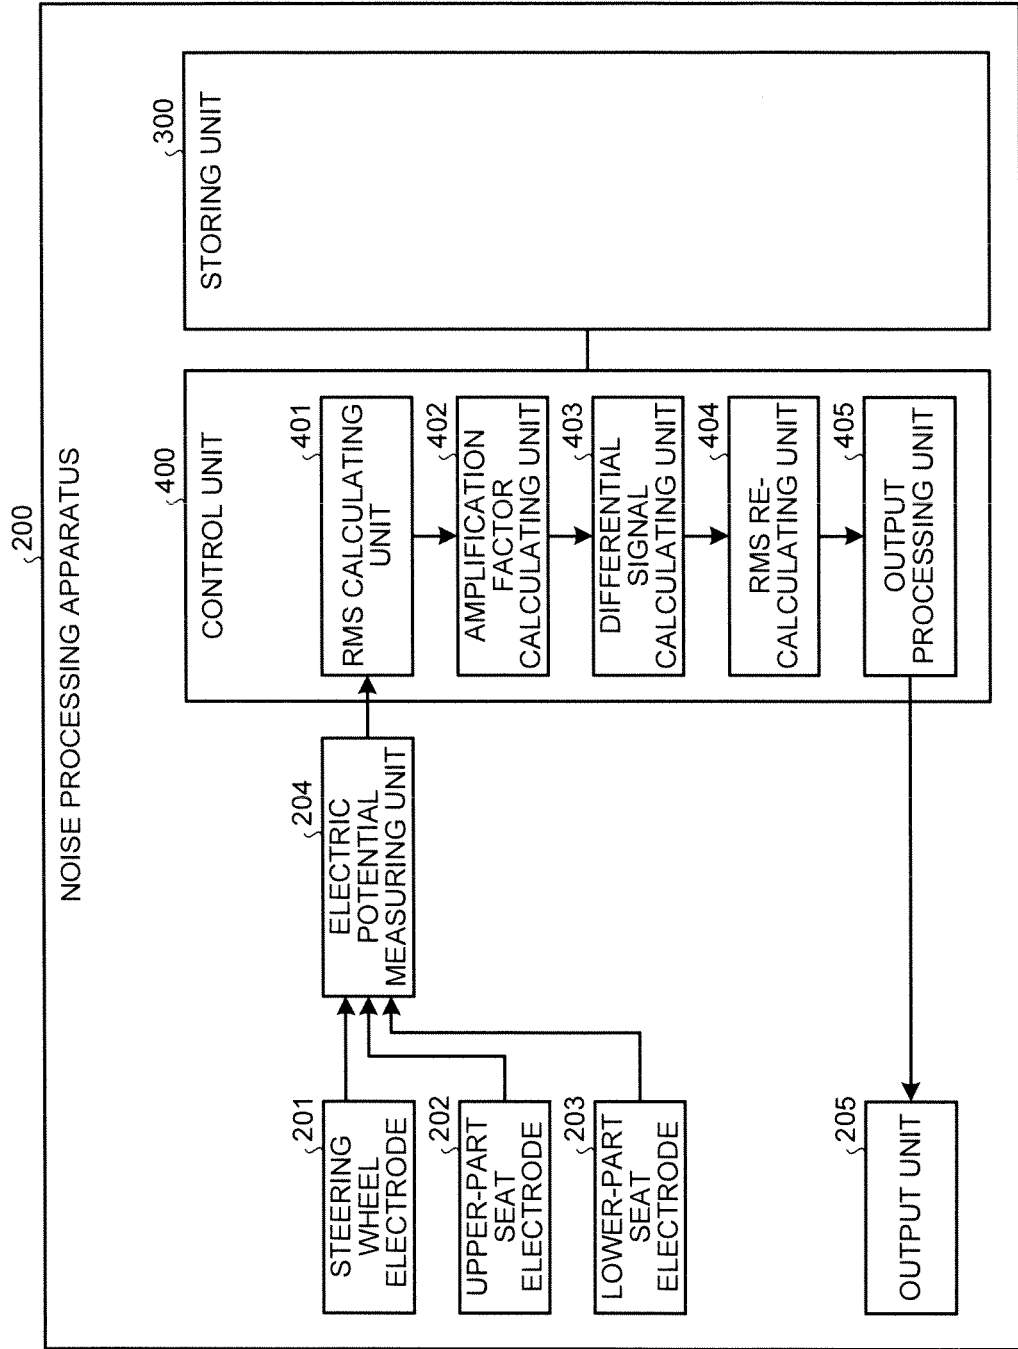 200
NOISE PROCESSING APPARATUS
201
STEERING
WHEEL
ELECTRODE
202
UPPER-PART
SEAT
ELECTRODE
203
LOWER-PART
SEAT
ELECTRODE
205
OUTPUT UNIT
204
ELECTRIC
POTENTIAL
MEASURING UNIT
400
CONTROL UNIT
401
RMS CALCULATING
UNIT
402
AMPLIFICATION
FACTOR
CALCULATING UNIT
403
DIFFERENTIAL
SIGNAL
CALCULATING UNIT
404
RMS RE-
CALCULATING UNIT
405
OUTPUT
PROCESSING UNIT
300
STORING UNIT